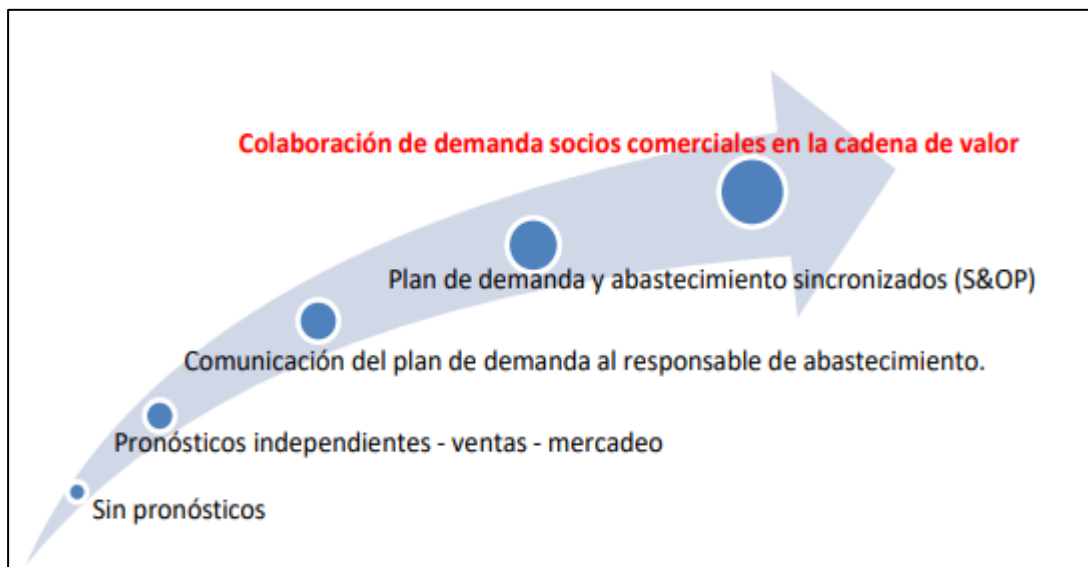 Colaboración de demanda socios comerciales en la cadena de valor
Plan de demanda y abastecimiento sincronizados (S&OP)
Comunicación del plan de demanda al responsable de abastecimiento.
Pronósticos independientes - ventas - mercadeo
Sin pronósticos